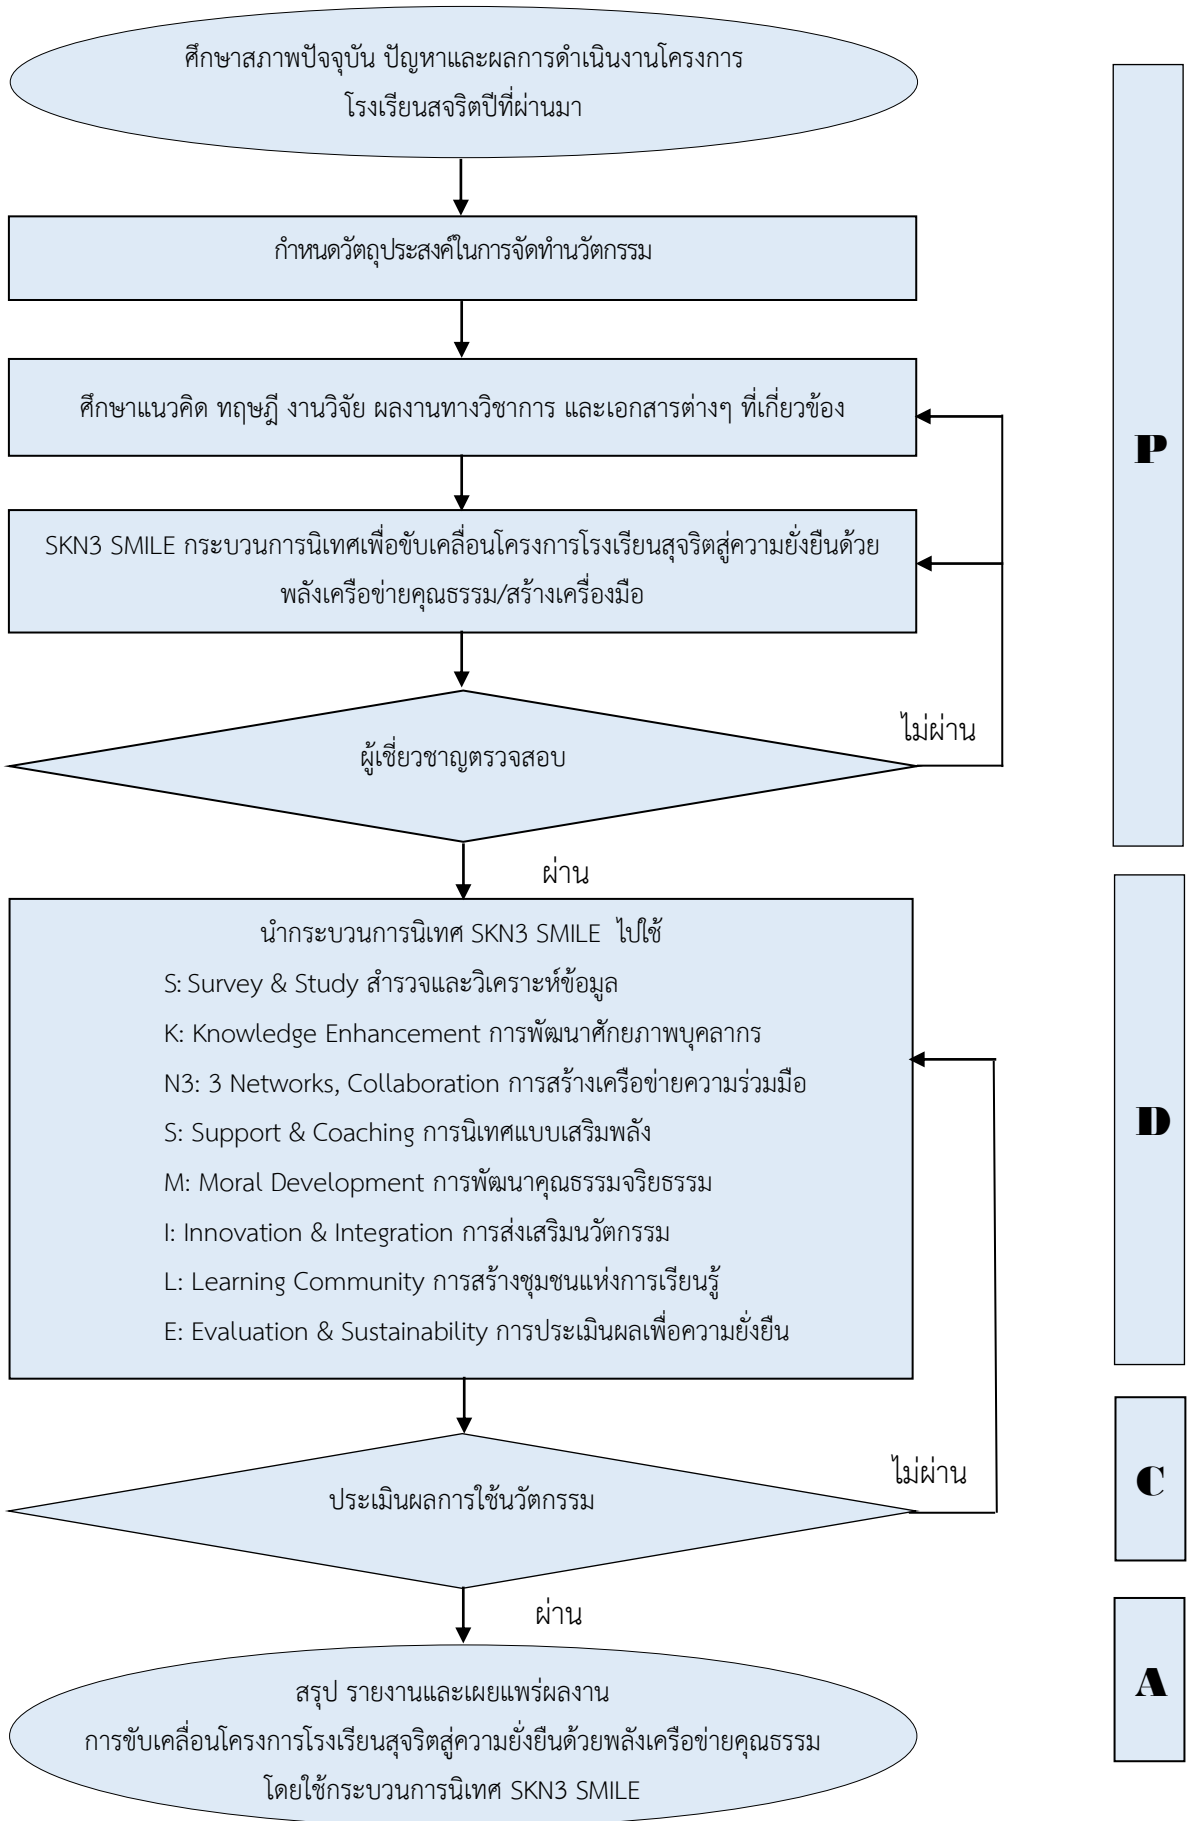 ศึกษาสภาพปัจจุบัน ปัญหาและผลการดำเนินงานโครงการ
โรงเรียนสจริตปีที่ผ่านมา
กำหนดวัตถุประสงค์ในการจัดทำนวัตกรรม
ศึกษาแนวคิด ทฤษฎี งานวิจัย ผลงานทางวิชาการ และเอกสารต่างๆ ที่เกี่ยวข้อง
SKN3 SMILE กระบวนการนิเทศเพื่อขับเคลื่อนโครงการโรงเรียนสุจริตสู่ความยั่งยืนด้วย
พลังเครือข่ายคุณธรรม/สร้างเครื่องมือ
ไม่ผ่าน
ผู้เชี่ยวชาญตรวจสอบ
ผ่าน
P
นำกระบวนการนิเทศ SKN3 SMILE ไปใช้
S: Survey & Study สำรวจและวิเคราะห์ข้อมูล
K: Knowledge Enhancement การพัฒนาศักยภาพบุคลากร
N3: 3 Networks, Collaboration การสร้างเครือข่ายความร่วมมือ
S: Support & Coaching การนิเทศแบบเสริมพลัง
M: Moral Development การพัฒนาคุณธรรมจริยธรรม
I: Innovation & Integration การส่งเสริมนวัตกรรม
L: Learning Community การสร้างชุมชนแห่งการเรียนรู้
E: Evaluation & Sustainability การประเมินผลเพื่อความยั่งยืน
D
ไม่ผ่าน
ประเมินผลการใช้นวัตกรรม
C
ผ่าน
สรุป รายงานและเผยแพร่ผลงาน
การขับเคลื่อนโครงการโรงเรียนสุจริตสู่ความยั่งยืนด้วยพลังเครือข่ายคุณธรรม
โดยใช้กระบวนการนิเทศ SKN3 SMILE
A